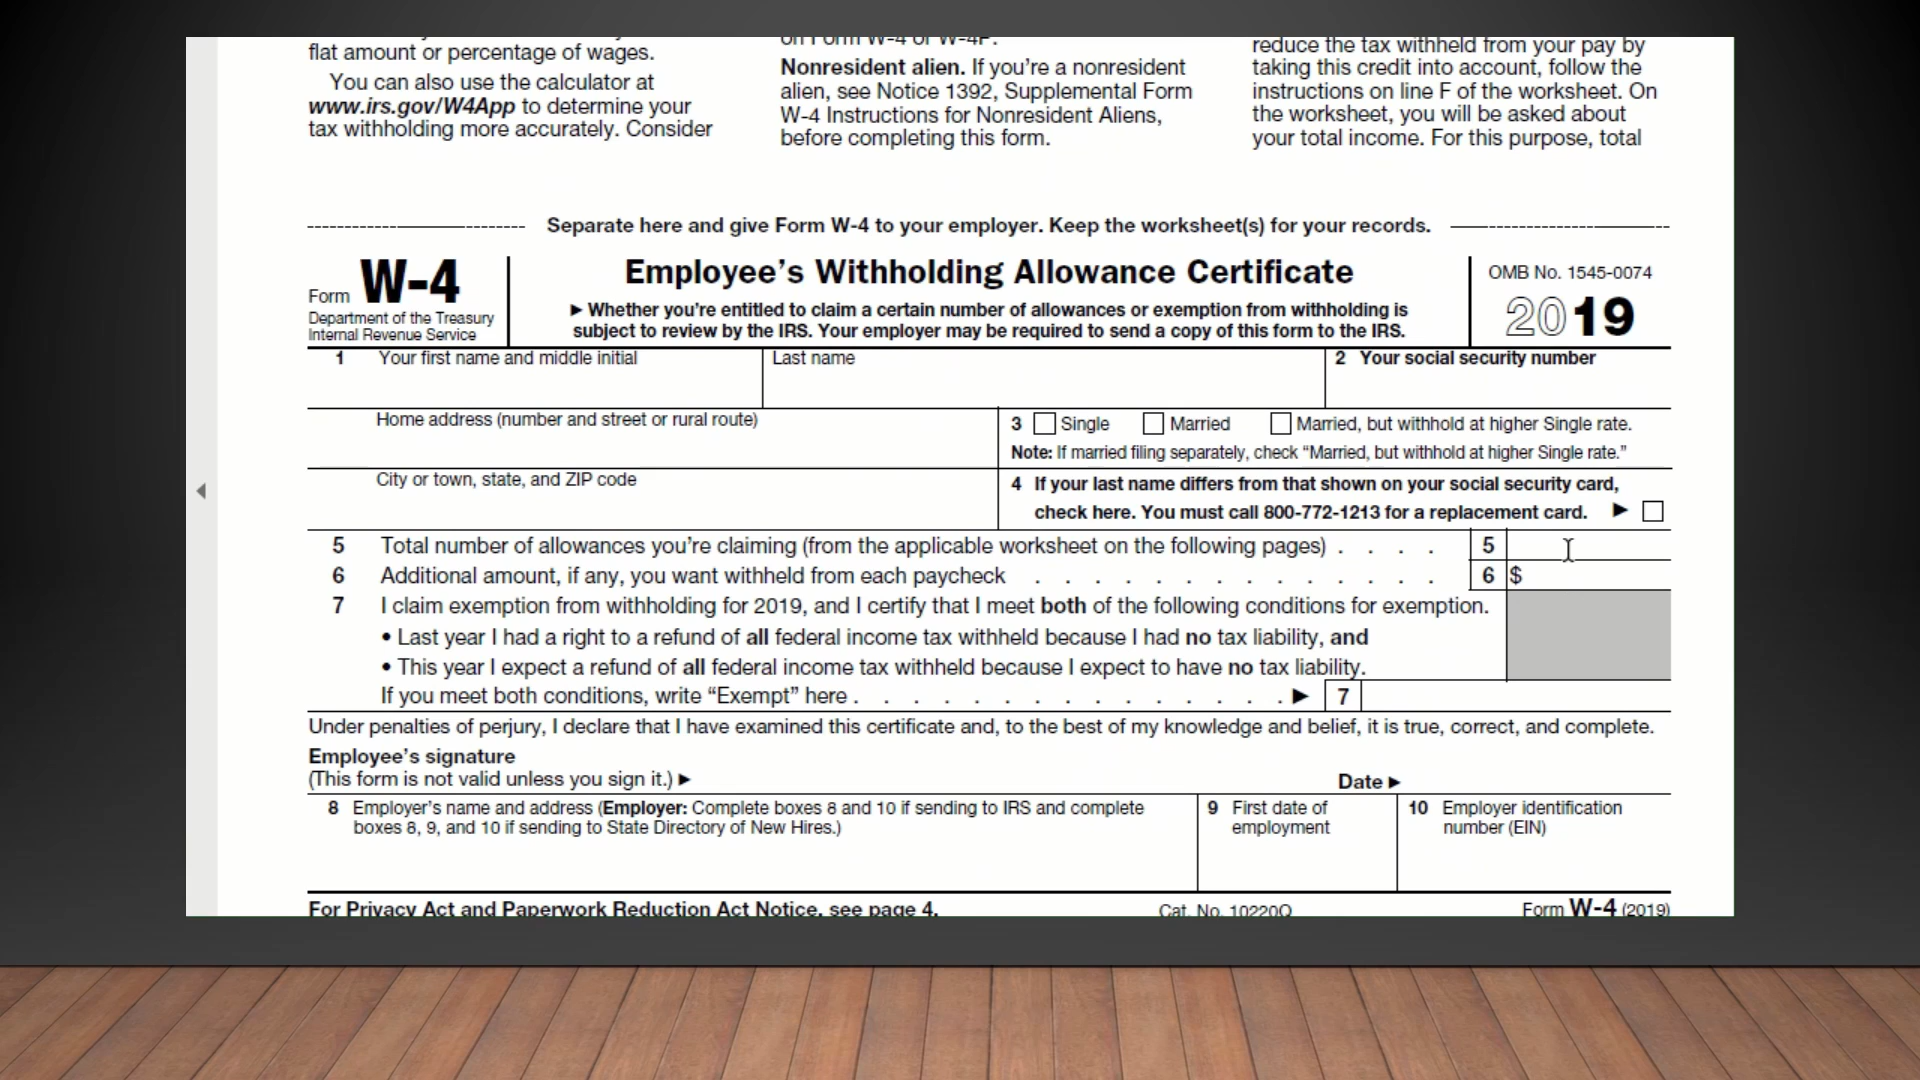 flat amount or percentage of wages.
You can also use the calculator at
www.irs.gov/W4App to determine your
tax withholding more accurately. Consider
on Form W-4 or W-4P.
Nonresident alien. If you're a nonresident
alien, see Notice 1392, Supplemental Form
W-4 Instructions for Nonresident Aliens,
before completing this form.
reduce the tax withheld from your pay by
taking this credit into account, follow the
instructions on line F of the worksheet. On
the worksheet, you will be asked about
your total income. For this purpose, total
Separate here and give Form W-4 to your employer. Keep the worksheet(s) for your records.
Form W-4
Department of the Treasury
Internal Revenue Service
Employee's Withholding Allowance Certificate
▶ Whether you're entitled to claim a certain number of allowances or exemption from withholding is
subject to review by the IRS. Your employer may be required to send a copy of this form to the IRS.
OMB No. 1545-0074
2019
1 Your first name and middle initial
Last name
2 Your social security number
Home address (number and street or rural route)
3 Single Married Married, but withhold at higher Single rate.
Note: If married filing separately, check “Married, but withhold at higher Single rate.”
City or town, state, and ZIP code
4 If your last name differs from that shown on your social security card,
check here. You must call 800-772-1213 for a replacement card. ▶
5 Total number of allowances you're claiming (from the applicable worksheet on the following pages) . . . . 5
6 Additional amount, if any, you want withheld from each paycheck . . . . . . . . . . . . . . 6 $
7 I claim exemption from withholding for 2019, and I certify that I meet both of the following conditions for exemption.
• Last year I had a right to a refund of all federal income tax withheld because I had no tax liability, and
• This year I expect a refund of all federal income tax withheld because I expect to have no tax liability.
If you meet both conditions, write “Exempt” here . . . . . . . . . . . . . . . ▶ 7
Under penalties of perjury, I declare that I have examined this certificate and, to the best of my knowledge and belief, it is true, correct, and complete.
Employee's signature
(This form is not valid unless you sign it.) ▶ Date ▶
8 Employer's name and address (Employer: Complete boxes 8 and 10 if sending to IRS and complete
boxes 8, 9, and 10 if sending to State Directory of New Hires.)
9 First date of
employment
10 Employer identification
number (EIN)
For Privacy Act and Paperwork Reduction Act Notice, see page 4. Cat. No. 10220Q Form W-4 (2019)